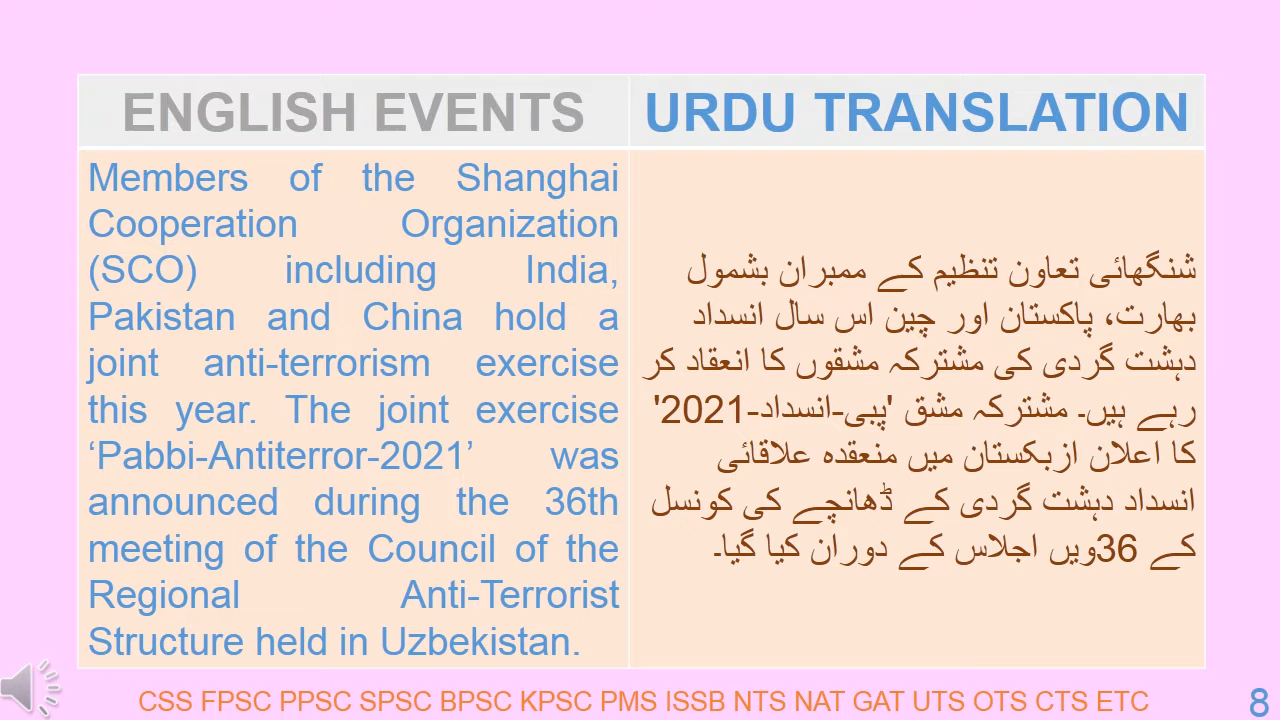 ENGLISH EVENTS
URDU TRANSLATION
Members of the Shanghai
Cooperation Organization
(SCO) including India,
Pakistan and China hold a
joint anti-terrorism exercise
this year. The joint exercise
‘Pabbi-Antiterror-2021’ was
announced during the 36th
meeting of the Council of the
Regional Anti-Terrorist
Structure held in Uzbekistan.
شنگھائی تعاون تنظیم کے ممبران بشمول
بھارت، پاکستان اور چین اس سال انسداد
دہشت گردی کی مشترکہ مشقوں کا انعقاد کر
رہے ہیں۔ مشترکہ مشق 'پبی-انسداد-2021'
کا اعلان ازبکستان میں منعقدہ علاقائی
انسداد دہشت گردی کے ڈھانچے کی کونسل
کے 36ویں اجلاس کے دوران کیا گیا۔
CSS FPSC PPSC SPSC BPSC KPSC PMS ISSB NTS NAT GAT UTS OTS CTS ETC
8